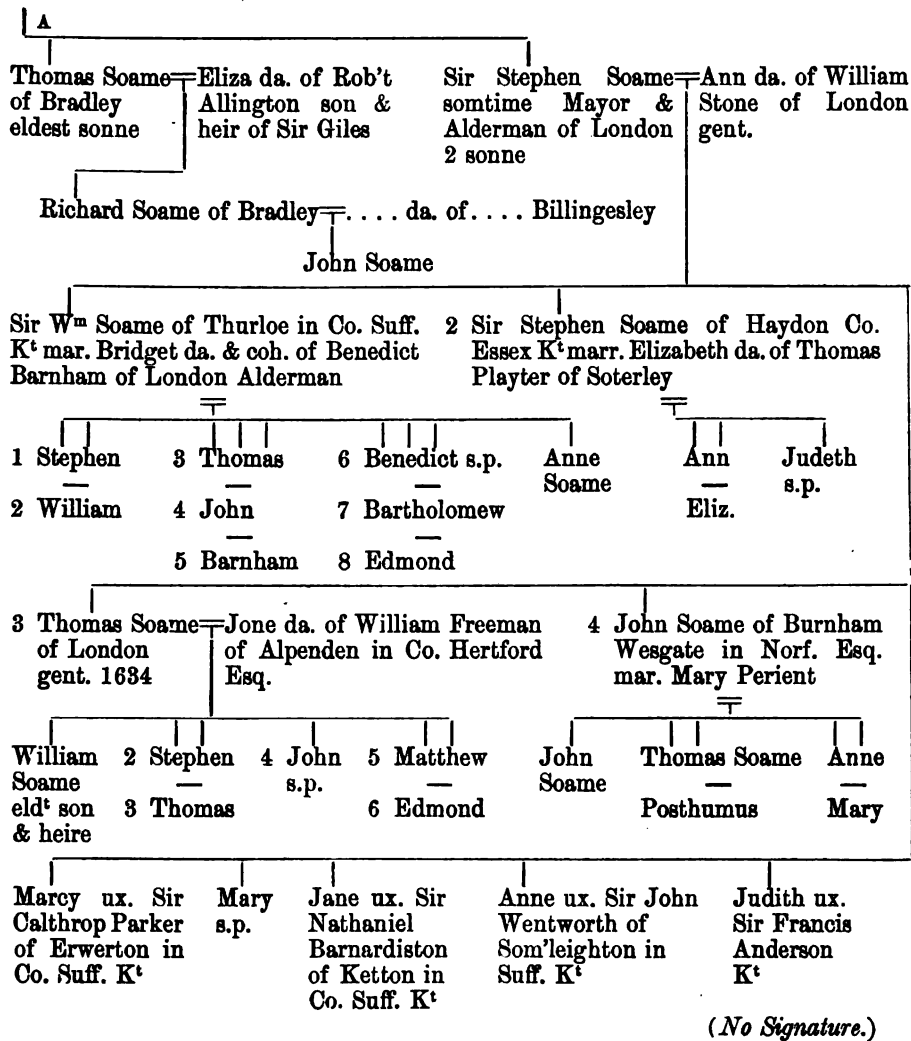 A
Thomas Soame
of Bradley
eldest sonne
Eliza da. of Rob't
Allington son &
heir of Sir Giles
Sir Stephen Soame
somtime Mayor &
Alderman of London
2 sonne
Ann da. of William
Stone of London
gent.
Richard Soame of Bradley .... da. of .... Billingesley
John Soame
Sir Wᵐ Soame of Thurloe in Co. Suff.
Kᵗ mar. Bridget da. & coh. of Benedict
Barnham of London Alderman
2 Sir Stephen Soame of Haydon Co.
Essex Kᵗ marr. Elizabeth da. of Thomas
Playter of Soterley
1 Stephen
2 William
3 Thomas
4 John
5 Barnham
6 Benedict s.p.
7 Bartholomew
8 Edmond
Anne
Soame
Ann
Eliz.
Judeth
s.p.
3 Thomas Soame
of London
gent. 1634
Jone da. of William Freeman
of Alpenden in Co. Hertford
Esq.
4 John Soame of Burnham
Wesgate in Norf. Esq.
mar. Mary Perient
William
Soame
eldᵗ son
& heire
2 Stephen
3 Thomas
4 John
s.p.
5 Matthew
6 Edmond
John
Soame
Thomas Soame
Posthumus
Anne
Mary
Marcy ux. Sir
Calthrop Parker
of Erwerton in
Co. Suff. Kᵗ
Mary
s.p.
Jane ux. Sir
Nathaniel
Barnardiston
of Ketton in
Co. Suff. Kᵗ
Anne ux. Sir John
Wentworth of
Som'leighton in
Suff. Kᵗ
Judith ux.
Sir Francis
Anderson
Kᵗ
(No Signature.)